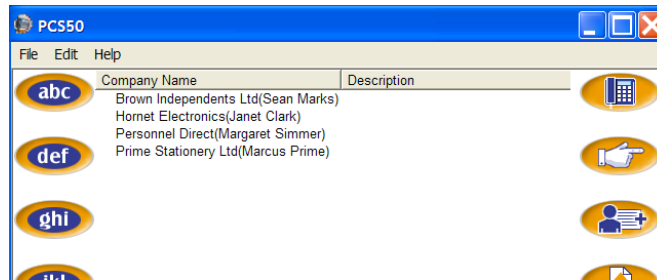 PCS50
File Edit Help
abc
Company Name Description
Brown Independents Ltd(Sean Marks)
Hornet Electronics(Janet Clark)
Personnel Direct(Margaret Simmer)
def
Prime Stationery Ltd(Marcus Prime)
ghi
jkl